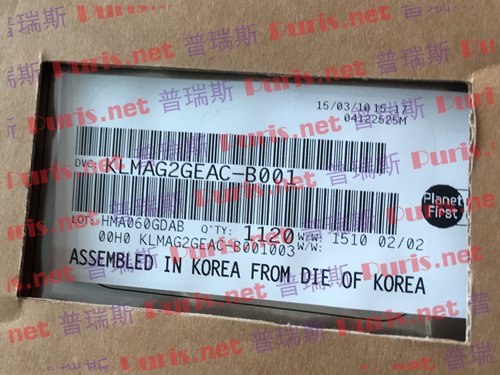 15/03/10 15:17
04122525M
DVC: KLMAG2GEAC-B001
Planet First
LOT: HMA060GDAB Q'TY: 1120 W/W: 1510 02/02
00H0 KLMAG2GEAC-B001003 W/W:
ASSEMBLED IN KOREA FROM DIE OF KOREA
Puris.net 普瑞斯